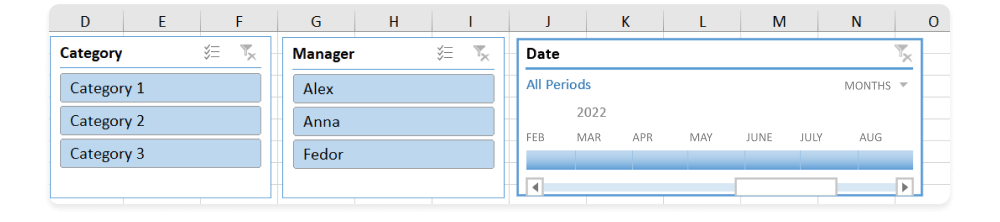 D E F G H I J K L M N O
Category
Category 1
Category 2
Category 3
Manager
Alex
Anna
Fedor
Date
All Periods MONTHS
2022
FEB MAR APR MAY JUNE JULY AUG